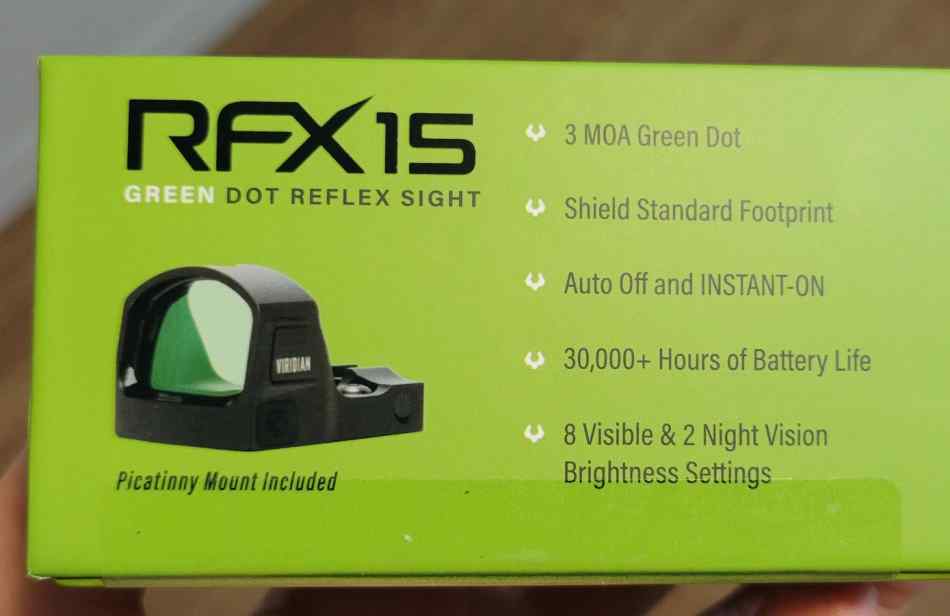 RFX15
GREEN DOT REFLEX SIGHT
VIRIDIAN
Picatinny Mount Included
3 MOA Green Dot
Shield Standard Footprint
Auto Off and INSTANT-ON
30,000+ Hours of Battery Life
8 Visible & 2 Night Vision
Brightness Settings